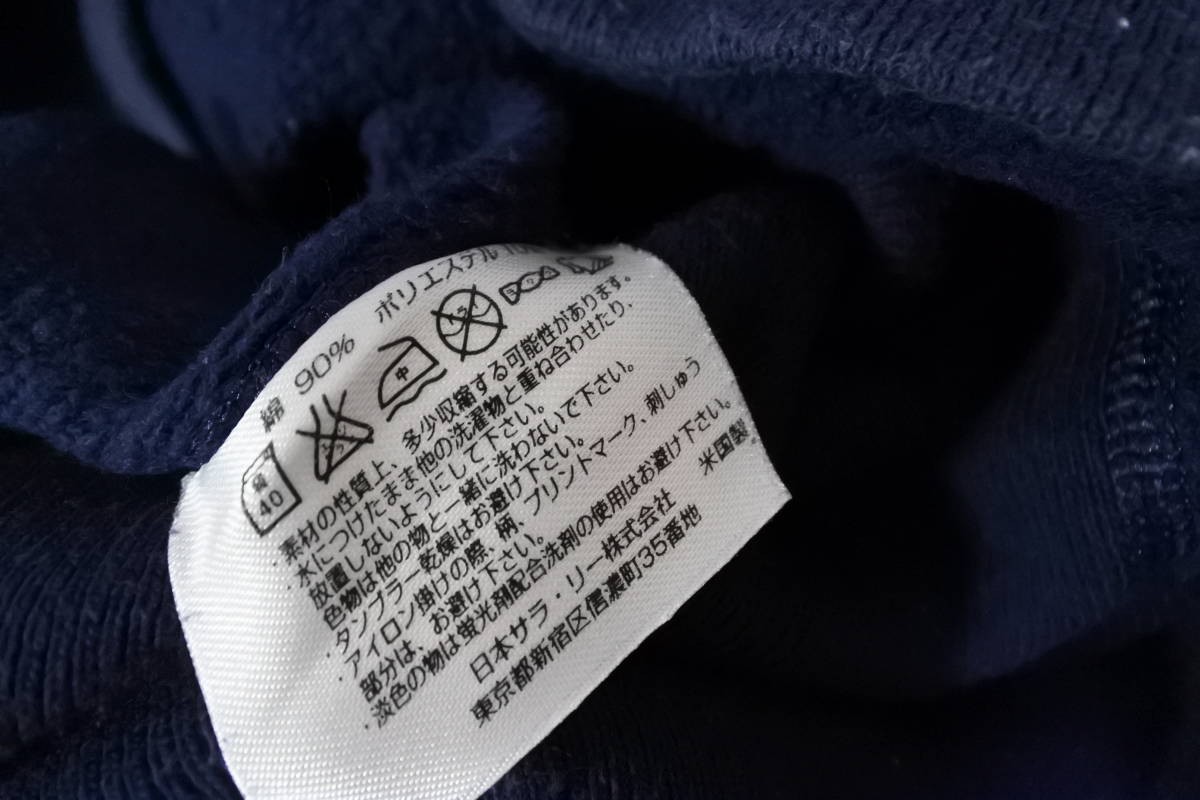 綿 90% ポリエステル
40
中
・素材の性質上、多少収縮する可能性があります。
・水につけたまま他の洗濯物と重ね合わせたり、
放置しないようにして下さい。
・色物は他の物と一緒に洗わないで下さい。
・タンブラー乾燥はお避け下さい。
・アイロン掛けの際、柄、プリントマーク、刺しゅう
部分は、お避け下さい。
・淡色の物は蛍光剤配合洗剤の使用はお避け下さい。
米国製
日本サラ・リー株式会社
東京都新宿区信濃町35番地